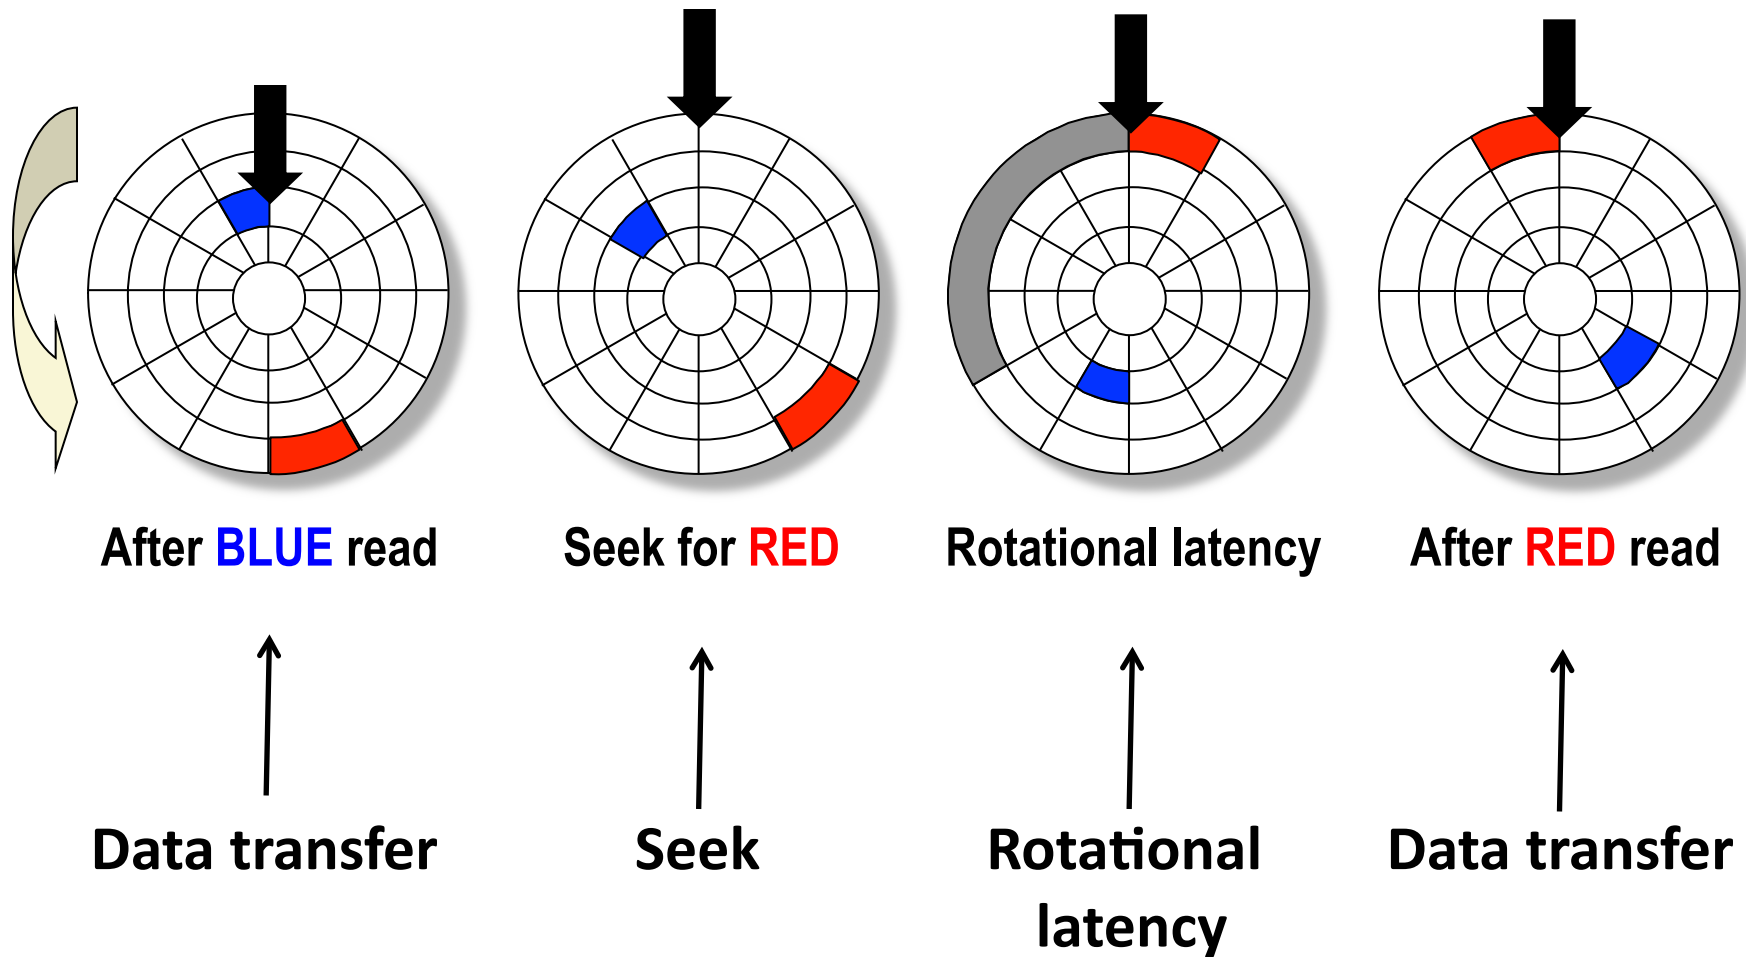 After BLUE read
Seek for RED
Rotational latency
After RED read
Data transfer
Seek
Rotational
latency
Data transfer